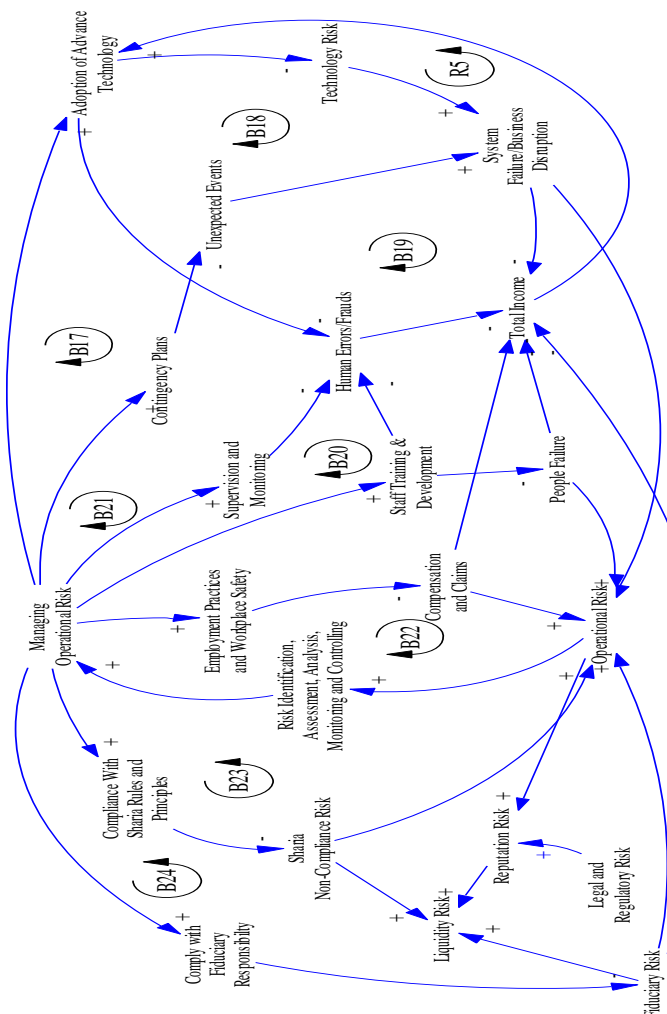 Managing
Operational Risk
Adoption of Advance
Technology
+
+
Technology Risk
-
R5
B18
B17
Unexpected Events
-
System
Failure/Business
Disruption
+
+
Contingency Plans
+
B19
Human Errors/Frauds
-
-
-
Total Income
-
-
-
-
B21
Supervision and
Monitoring
+
B20
Staff Training &
Development
+
People Failure
-
Employment Practices
and Workplace Safety
+
Compensation
and Claims
-
Risk Identification,
Assessment, Analysis,
Monitoring and Controlling
+
+
B22
Operational Risk
+
+
+
+
Compliance With
Sharia Rules and
Principles
+
B23
Sharia
Non-Compliance Risk
-
B24
Comply with
Fiduciary
Responsibility
+
Liquidity Risk
+
+
+
Reputation Risk
+
+
Legal and
Regulatory Risk
Fiduciary Risk
-